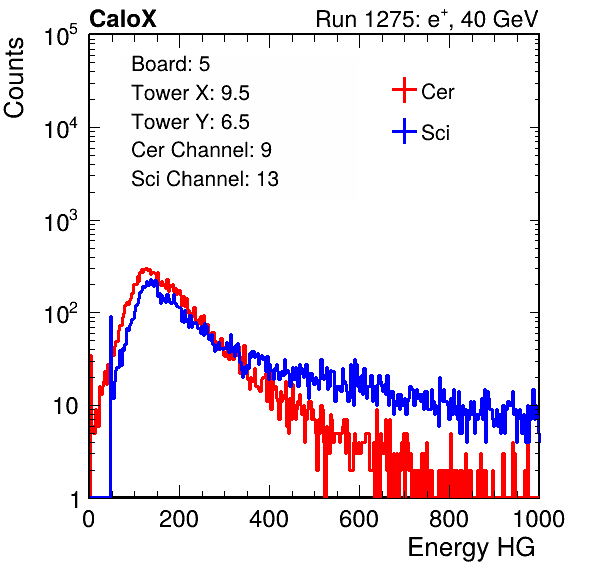 CaloX Run 1275: e+, 40 GeV
Counts
Board: 5
Tower X: 9.5
Tower Y: 6.5
Cer Channel: 9
Sci Channel: 13
Cer
Sci
10^5
10^4
10^3
10^2
10
1
0 200 400 600 800 1000
Energy HG